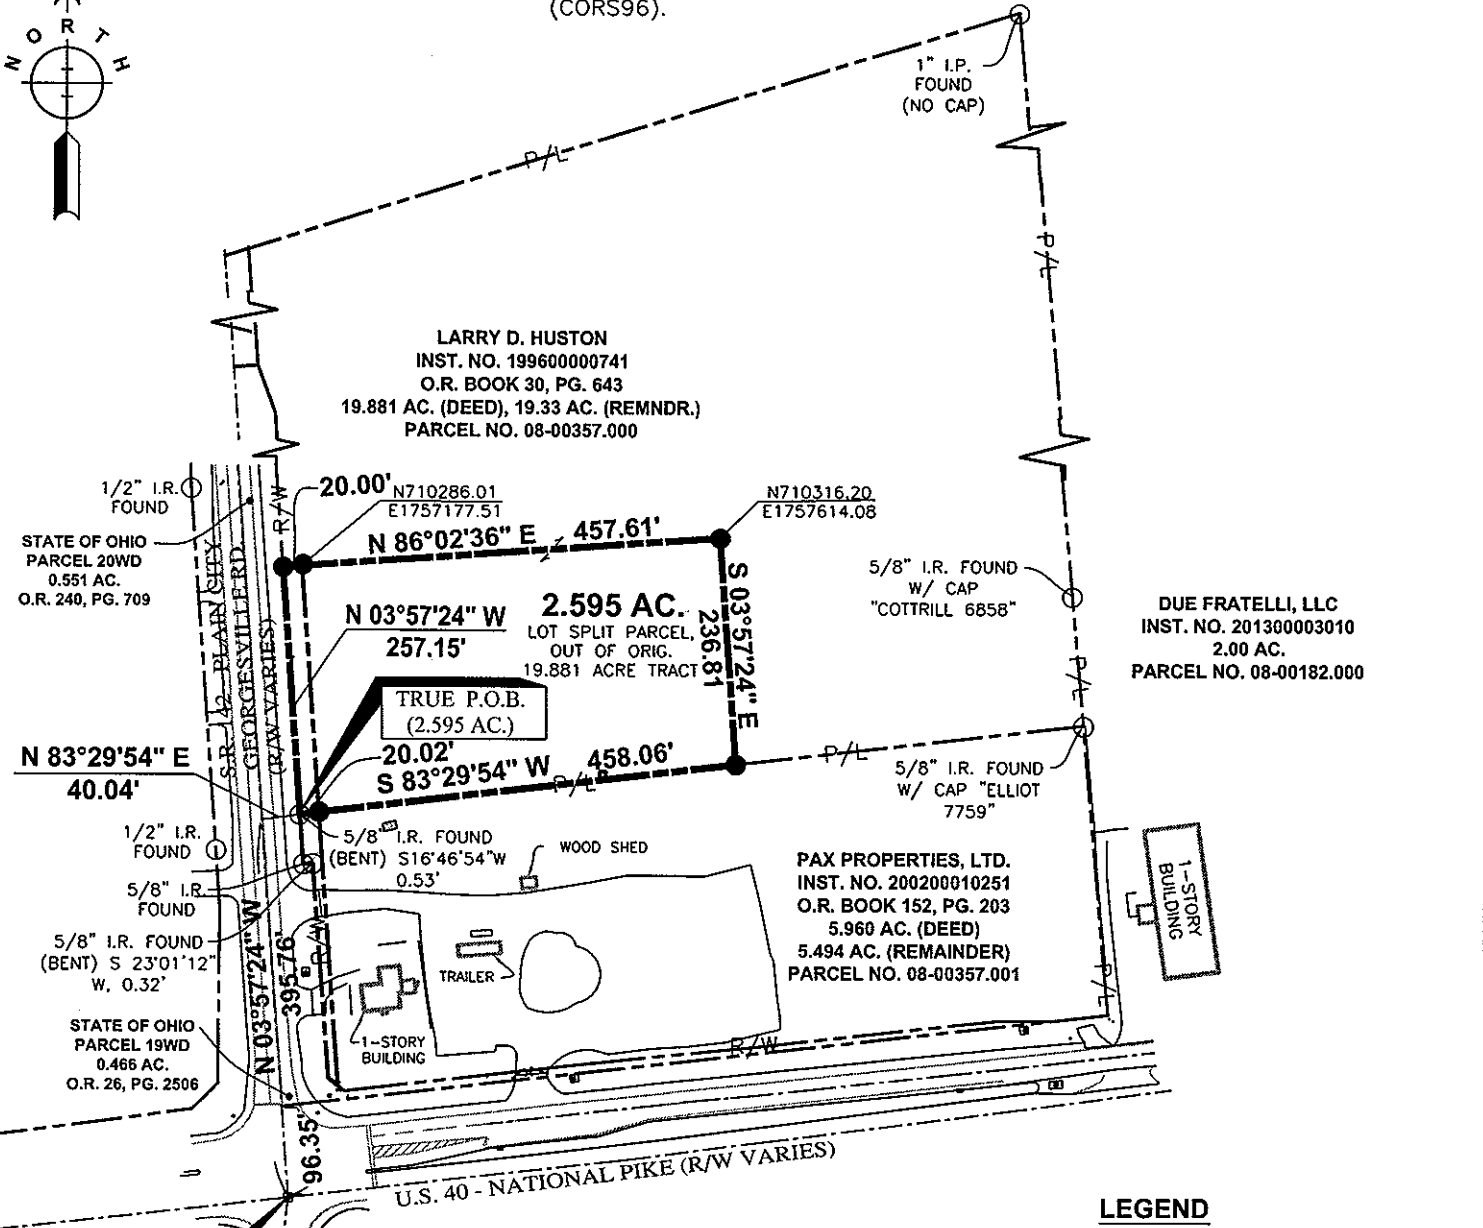 (CORS96).
NORTH
1" I.P.
FOUND
(NO CAP)
P/L
P/L
LARRY D. HUSTON
INST. NO. 199600000741
O.R. BOOK 30, PG. 643
19.881 AC. (DEED), 19.33 AC. (REMNDR.)
PARCEL NO. 08-00357.000
1/2" I.R.
FOUND
R/W
20.00'
N710286.01
E1757177.51
N710316.20
E1757614.08
N 86°02'36" E 457.61'
STATE OF OHIO
PARCEL 20WD
0.551 AC.
O.R. 240, PG. 709
S.R. 42 PLAIN CITY
GEORGESVILLE RD.
(R/W VARIES)
N 03°57'24" W
257.15'
2.595 AC.
LOT SPLIT PARCEL,
OUT OF ORIG.
19.881 ACRE TRACT
S 03°57'24" E
236.81
5/8" I.R. FOUND
W/ CAP
"COTTRILL 6858"
DUE FRATELLI, LLC
INST. NO. 201300003010
2.00 AC.
PARCEL NO. 08-00182.000
P/L
TRUE P.O.B.
(2.595 AC.)
20.02'
S 83°29'54" W 458.06'
P/L
P/L
N 83°29'54" E
40.04'
5/8" I.R. FOUND
W/ CAP "ELLIOT
7759"
1/2" I.R.
FOUND
5/8" I.R. FOUND
(BENT) S16°46'54"W
0.53'
WOOD SHED
5/8" I.R.
FOUND
5/8" I.R. FOUND
(BENT) S 23°01'12"
W, 0.32'
N 03°57'24" W
395.76'
R/W
PAX PROPERTIES, LTD.
INST. NO. 200200010251
O.R. BOOK 152, PG. 203
5.960 AC. (DEED)
5.494 AC. (REMAINDER)
PARCEL NO. 08-00357.001
1-STORY
BUILDING
TRAILER
P/L
STATE OF OHIO
PARCEL 19WD
0.466 AC.
O.R. 26, PG. 2506
1-STORY
BUILDING
R/W
96.35'
U.S. 40 - NATIONAL PIKE (R/W VARIES)
LEGEND